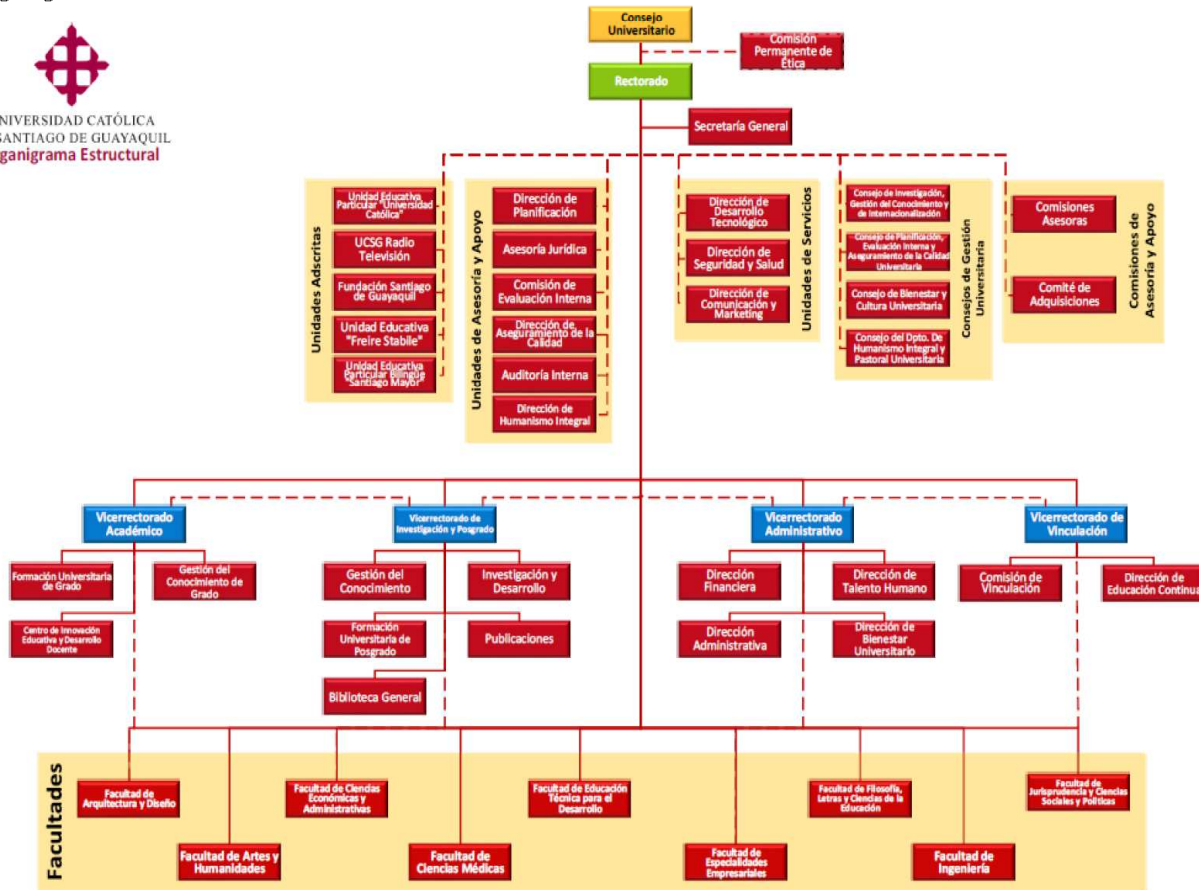 Consejo
Universitario
Comisión
Permanente de
Ética
Rectorado
NIVERSIDAD CATÓLICA
SANTIAGO DE GUAYAQUIL
ganigrama Estructural
Secretaría General
Unidades Adscritas
Unidad Educativa
Particular "Universidad
Católica"
UCSG Radio
Televisión
Fundación Santiago
de Guayaquil
Unidad Educativa
"Freire Stabile"
Unidad Educativa
Particular Bilingüe
"Santiago Mayor"
Unidades de Asesoría y Apoyo
Dirección de
Planificación
Asesoría Jurídica
Comisión de
Evaluación Interna
Dirección de
Aseguramiento de la
Calidad
Auditoría Interna
Dirección de
Humanismo Integral
Dirección de
Desarrollo
Tecnológico
Dirección de
Seguridad y Salud
Dirección de
Comunicación y
Marketing
Unidades de Servicios
Consejo de Investigación,
Gestión del Conocimiento y
de Internacionalización
Consejo de Planificación,
Evaluación Interna y
Aseguramiento de la Calidad
Universitaria
Consejo de Bienestar y
Cultura Universitaria
Consejo del Dpto. De
Humanismo Integral y
Pastoral Universitaria
Consejos de Gestión
Universitaria
Comisiones
Asesoras
Comité de
Adquisiciones
Comisiones de
Asesoría y Apoyo
Vicerrectorado
Académico
Vicerrectorado de
Investigación y Posgrado
Vicerrectorado
Administrativo
Vicerrectorado de
Vinculación
Formación Universitaria
de Grado
Gestión del
Conocimiento de
Grado
Centro de Innovación
Educativa y Desarrollo
Docente
Gestión del
Conocimiento
Investigación y
Desarrollo
Formación
Universitaria de
Posgrado
Publicaciones
Biblioteca General
Dirección
Financiera
Dirección de
Talento Humano
Dirección
Administrativa
Dirección de
Bienestar
Universitario
Comisión de
Vinculación
Dirección de
Educación Continua
Facultades
Facultad de
Arquitectura y Diseño
Facultad de Ciencias
Económicas y
Administrativas
Facultad de Educación
Técnica para el
Desarrollo
Facultad de Filosofía,
Letras y Ciencias de la
Educación
Facultad de
Jurisprudencia y Ciencias
Sociales y Políticas
Facultad de Artes y
Humanidades
Facultad de
Ciencias Médicas
Facultad de
Especialidades
Empresariales
Facultad de
Ingeniería